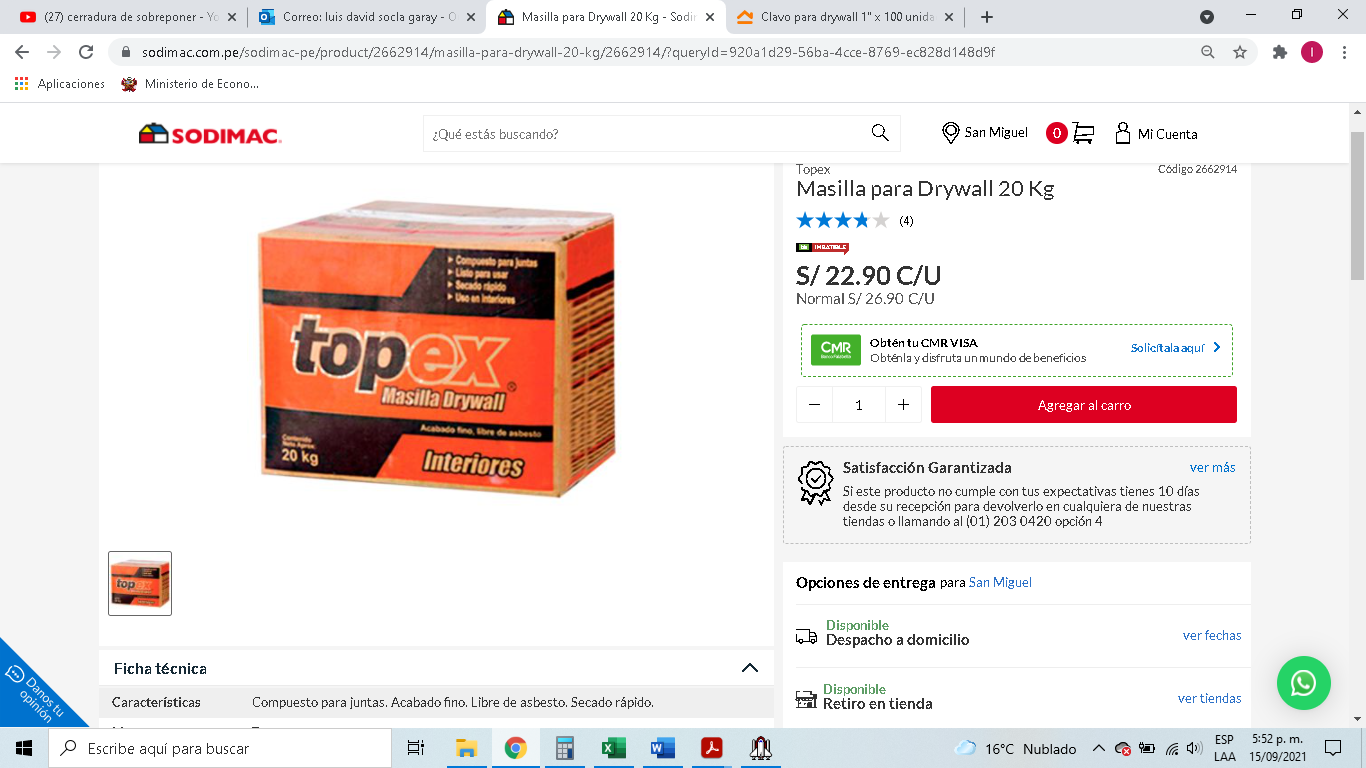 (27) cerradura de sobreponer - Yo
Correo: luis david socla garay - O
Masilla para Drywall 20 Kg - Sodim
Clavo para drywall 1" x 100 unida
sodimac.com.pe/sodimac-pe/product/2662914/masilla-para-drywall-20-kg/2662914/?queryId=920a1d29-56ba-4cce-8769-ec828d148d9f
I
Aplicaciones
Ministerio de Econo...
SODIMAC
¿Qué estás buscando?
San Miguel
0
Mi Cuenta
Compuesto para juntas
Listo para usar
Secado rápido
Uso en Interiores
topex
Masilla Drywall
Acabado fino, libre de asbesto
Contenido
Neto Aprox:
20 kg
Interiores
topex
Topex
Código 2662914
Masilla para Drywall 20 Kg
(4)
IMBATIBLE
S/ 22.90 C/U
Normal S/ 26.90 C/U
CMR
Banco Falabella
Obtén tu CMR VISA
Obténla y disfruta un mundo de beneficios
Solicítala aquí
1
Agregar al carro
Satisfacción Garantizada
ver más
Si este producto no cumple con tus expectativas tienes 10 días
desde su recepción para devolverlo en cualquiera de nuestras
tiendas o llamando al (01) 203 0420 opción 4
Opciones de entrega para San Miguel
Disponible
Despacho a domicilio
ver fechas
Disponible
Retiro en tienda
ver tiendas
Ficha técnica
Características
Compuesto para juntas. Acabado fino. Libre de asbesto. Secado rápido.
Danos tu
opinión
Escribe aquí para buscar
16°C Nublado
ESP
LAA
5:52 p. m.
15/09/2021